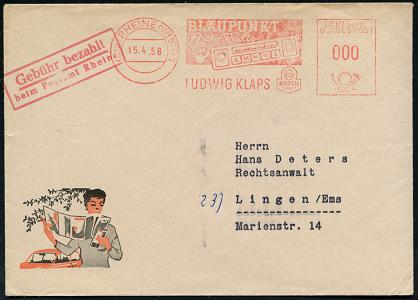 Gebühr bezahlt
beim Postamt Rheine
RHEINE
15.4.58
BLAUPUNKT
LUDWIG KLAPS
BOSCH
DEUTSCHE
BUNDESPOST
000
Herrn
Hans Deters
Rechtsanwalt
23) Lingen/Ems
Marienstr. 14